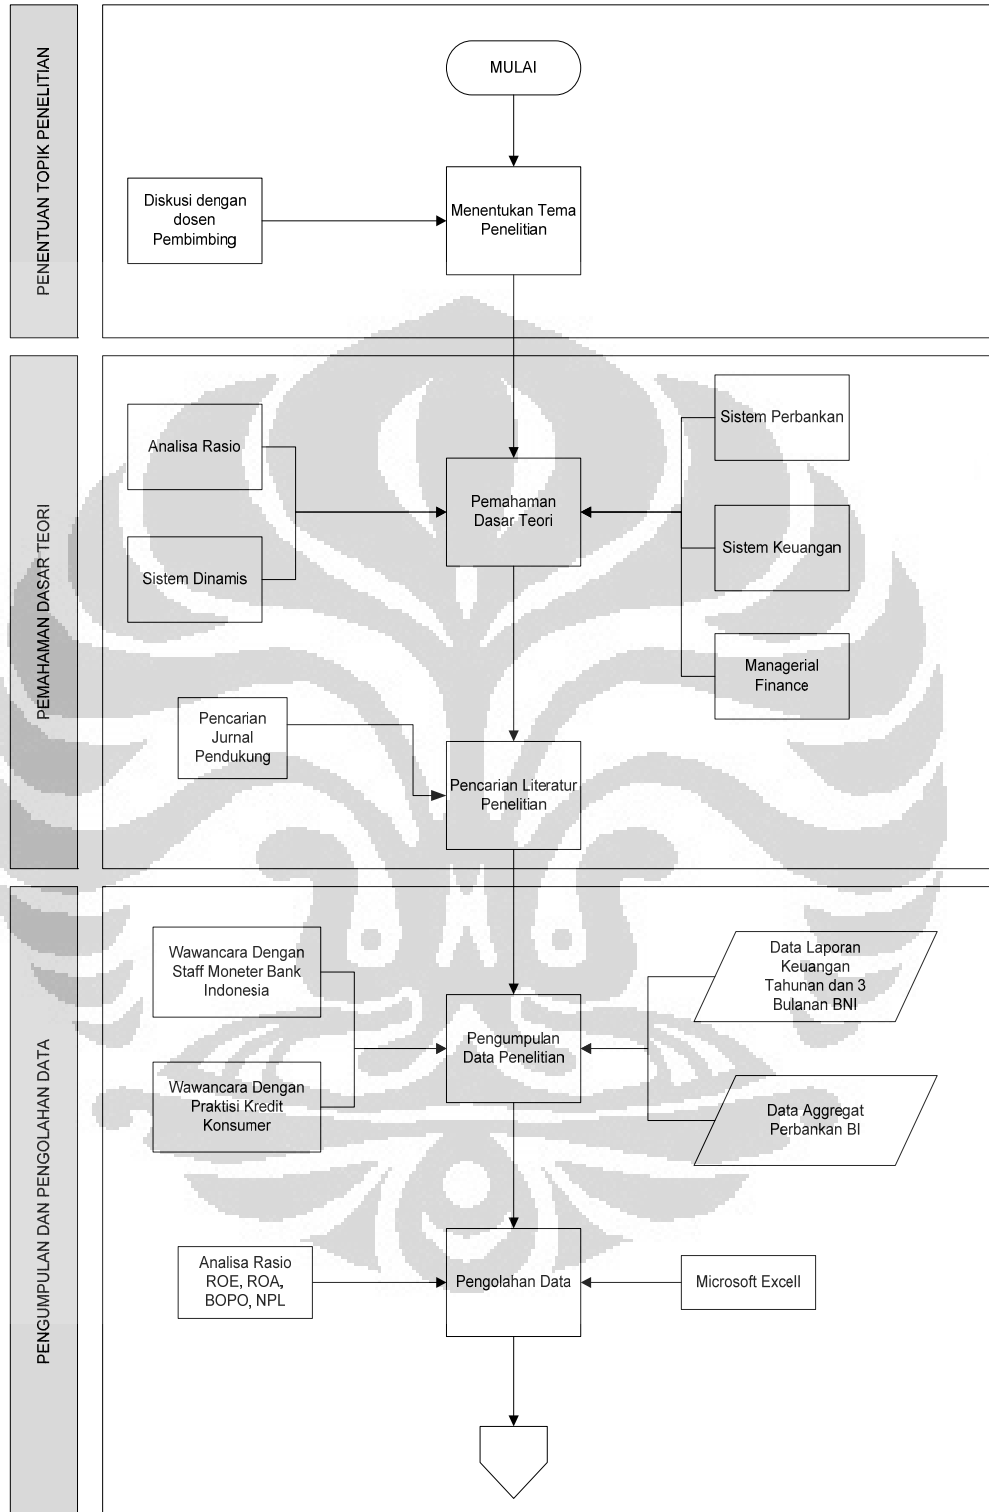 PENENTUAN TOPIK PENELITIAN
MULAI
Diskusi dengan
dosen
Pembimbing
Menentukan Tema
Penelitian
PEMAHAMAN DASAR TEORI
Analisa Rasio
Sistem Dinamis
Pemahaman
Dasar Teori
Sistem Perbankan
Sistem Keuangan
Managerial
Finance
Pencarian
Jurnal
Pendukung
Pencarian Literatur
Penelitian
PENGUMPULAN DAN PENGOLAHAN DATA
Wawancara Dengan
Staff Moneter Bank
Indonesia
Wawancara Dengan
Praktisi Kredit
Konsumer
Pengumpulan
Data Penelitian
Data Laporan
Keuangan
Tahunan dan 3
Bulanan BNI
Data Aggregat
Perbankan BI
Analisa Rasio
ROE, ROA,
BOPO, NPL
Pengolahan Data
Microsoft Excell